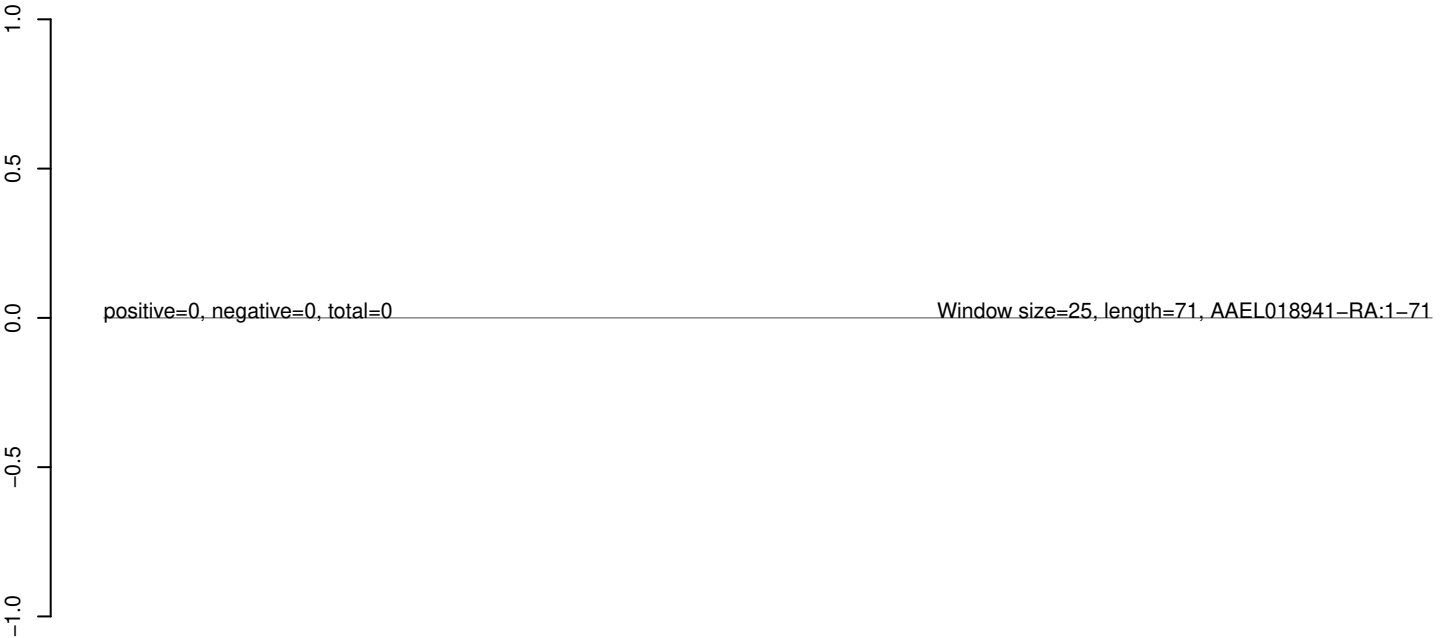 1.0
0.5
0.0
−0.5
−1.0
positive=0, negative=0, total=0
Window size=25, length=71, AAEL018941−RA:1−71